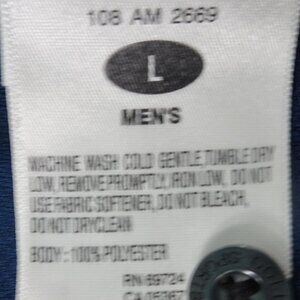 108 AM 2669
L
MEN'S
MACHINE WASH COLD GENTLE, TUMBLE DRY
LOW, REMOVE PROMPTLY, IRON LOW, DO NOT
USE FABRIC SOFTENER, DO NOT BLEACH,
DO NOT DRYCLEAN
BODY: 100% POLYESTER
RN 69724
CA